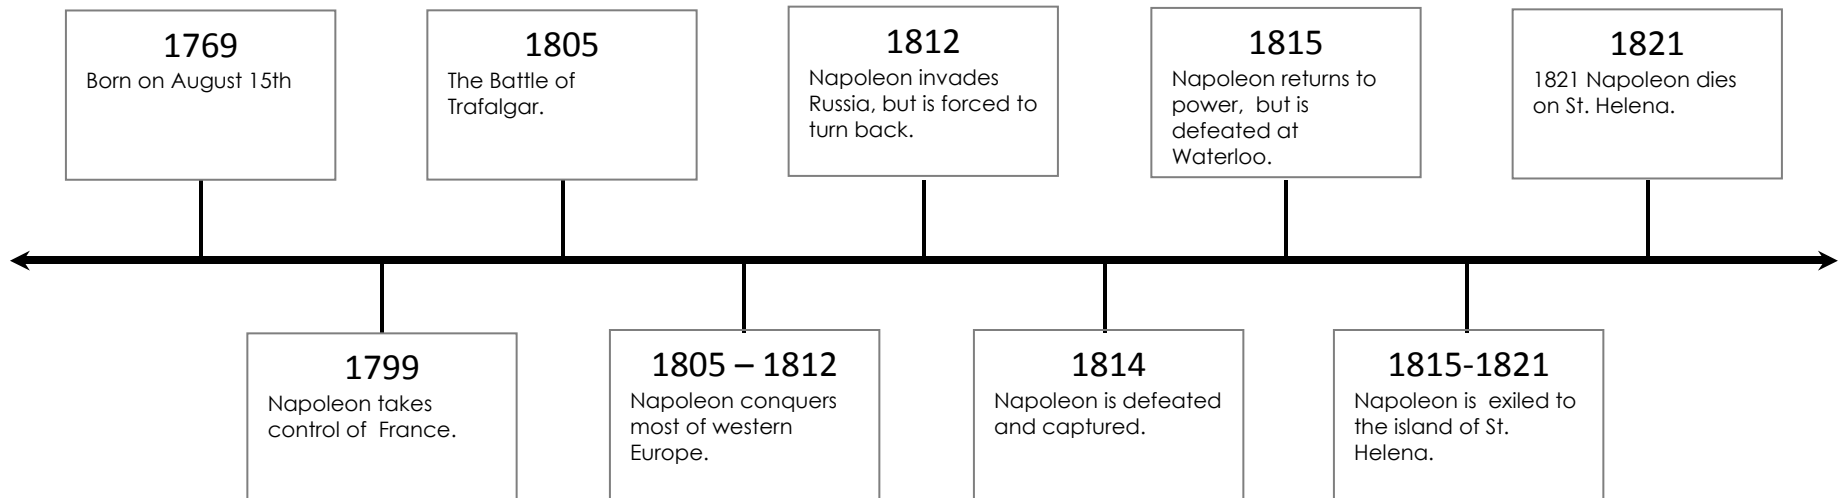 1769
Born on August 15th
1805
The Battle of
Trafalgar.
1812
Napoleon invades
Russia, but is forced to
turn back.
1815
Napoleon returns to
power,  but is
defeated at
Waterloo.
1821
1821 Napoleon dies
on St. Helena.
1799
Napoleon takes
control of  France.
1805 – 1812
Napoleon conquers
most of western
Europe.
1814
Napoleon is defeated
and captured.
1815-1821
Napoleon is  exiled to
the island of St.
Helena.